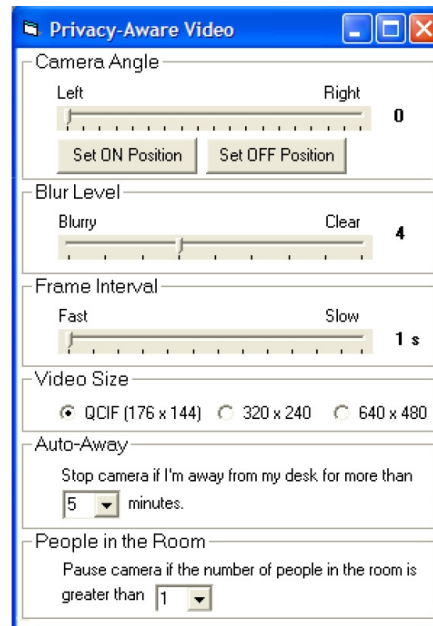 Privacy-Aware Video
Camera Angle
Left Right
0
Set ON Position Set OFF Position
Blur Level
Blurry Clear
4
Frame Interval
Fast Slow
1 s
Video Size
QCIF (176 x 144) 320 x 240 640 x 480
Auto-Away
Stop camera if I'm away from my desk for more than
5 minutes.
People in the Room
Pause camera if the number of people in the room is
greater than 1